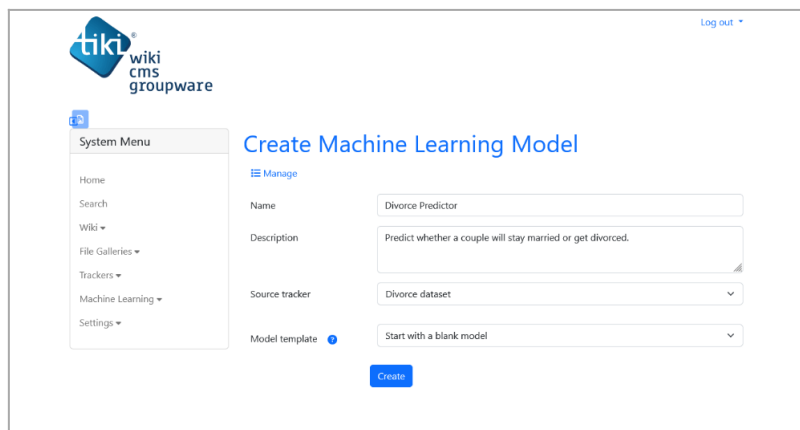 Log out
tiki®
wiki
cms
groupware
System Menu
Home
Search
Wiki
File Galleries
Trackers
Machine Learning
Settings
Create Machine Learning Model
Manage
Name
Divorce Predictor
Description
Predict whether a couple will stay married or get divorced.
Source tracker
Divorce dataset
Model template ?
Start with a blank model
Create